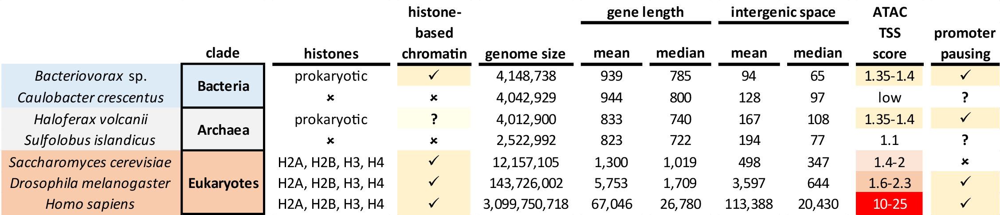 histone- gene length intergenic space ATAC
based TSS promoter
clade histones chromatin genome size mean median mean median score pausing
Bacteriovorax sp. Bacteria prokaryotic ✓ 4,148,738 939 785 94 65 1.35-1.4 ✓
Caulobacter crescentus ✘ ✘ 4,042,929 944 800 128 97 low ?
Haloferax volcanii Archaea prokaryotic ? 4,012,900 833 740 167 108 1.35-1.4 ✓
Sulfolobus islandicus ✘ ✘ 2,522,992 823 722 194 77 1.1 ?
Saccharomyces cerevisiae H2A, H2B, H3, H4 ✓ 12,157,105 1,300 1,019 498 347 1.4-2 ✘
Drosophila melanogaster Eukaryotes H2A, H2B, H3, H4 ✓ 143,726,002 5,753 1,709 3,597 644 1.6-2.3 ✓
Homo sapiens H2A, H2B, H3, H4 ✓ 3,099,750,718 67,046 26,780 113,388 20,430 10-25 ✓